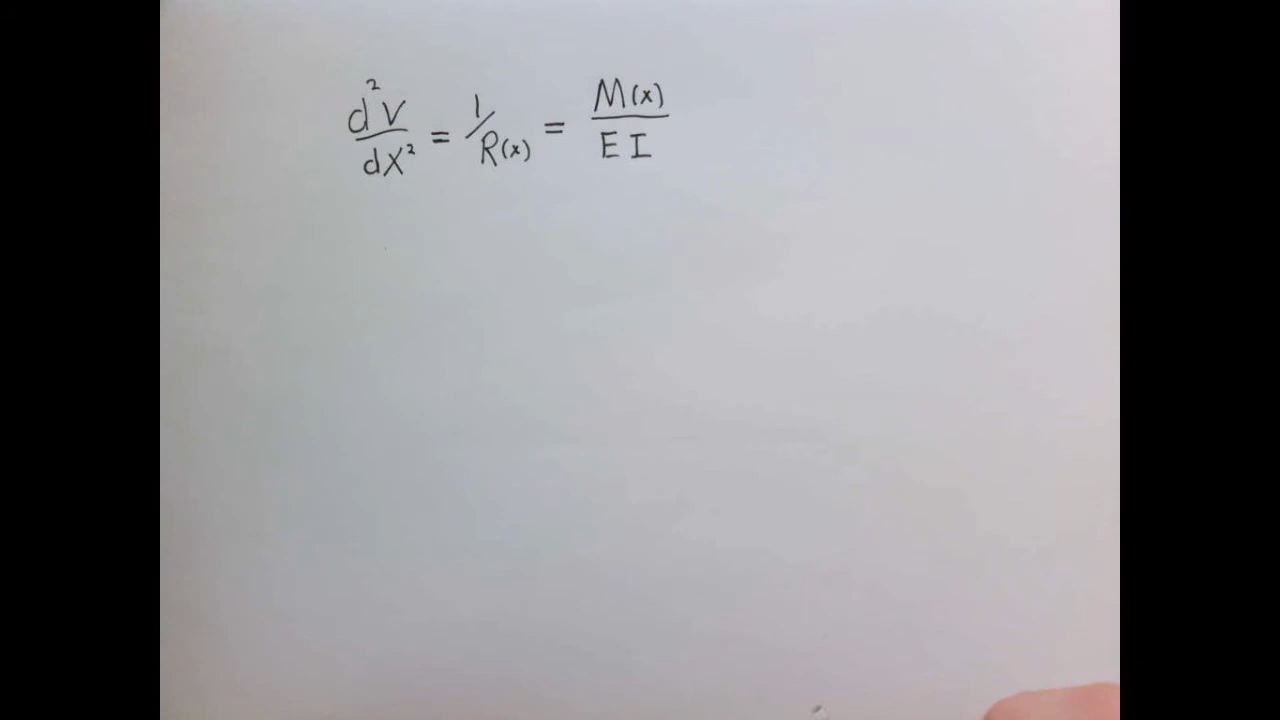 d²v/dx² = 1/R(x) = M(x)/EI